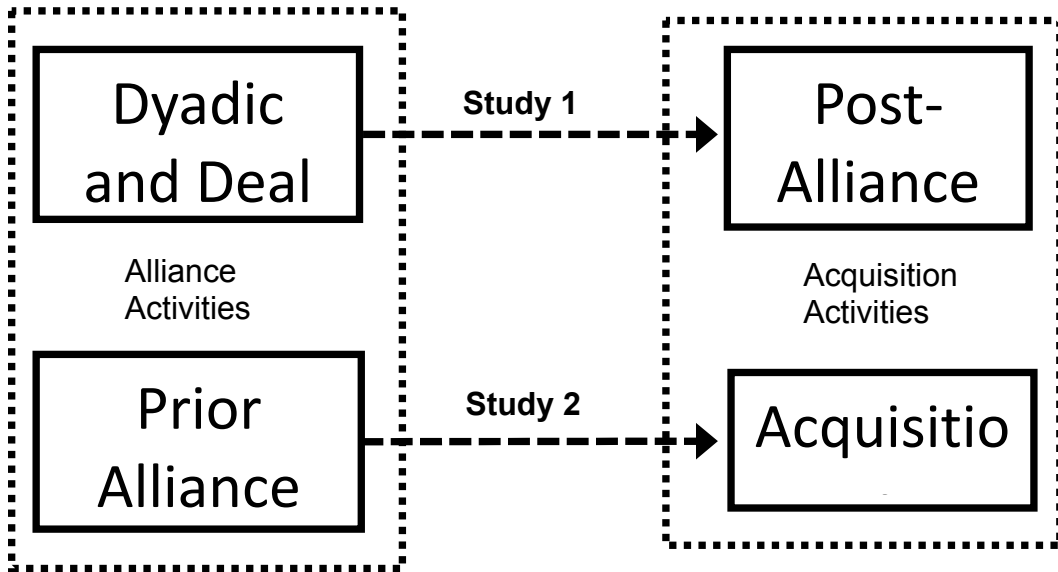 Dyadic
and Deal
Study 1
Post-
Alliance
Alliance
Activities
Acquisition
Activities
Prior
Alliance
Study 2
Acquisitio